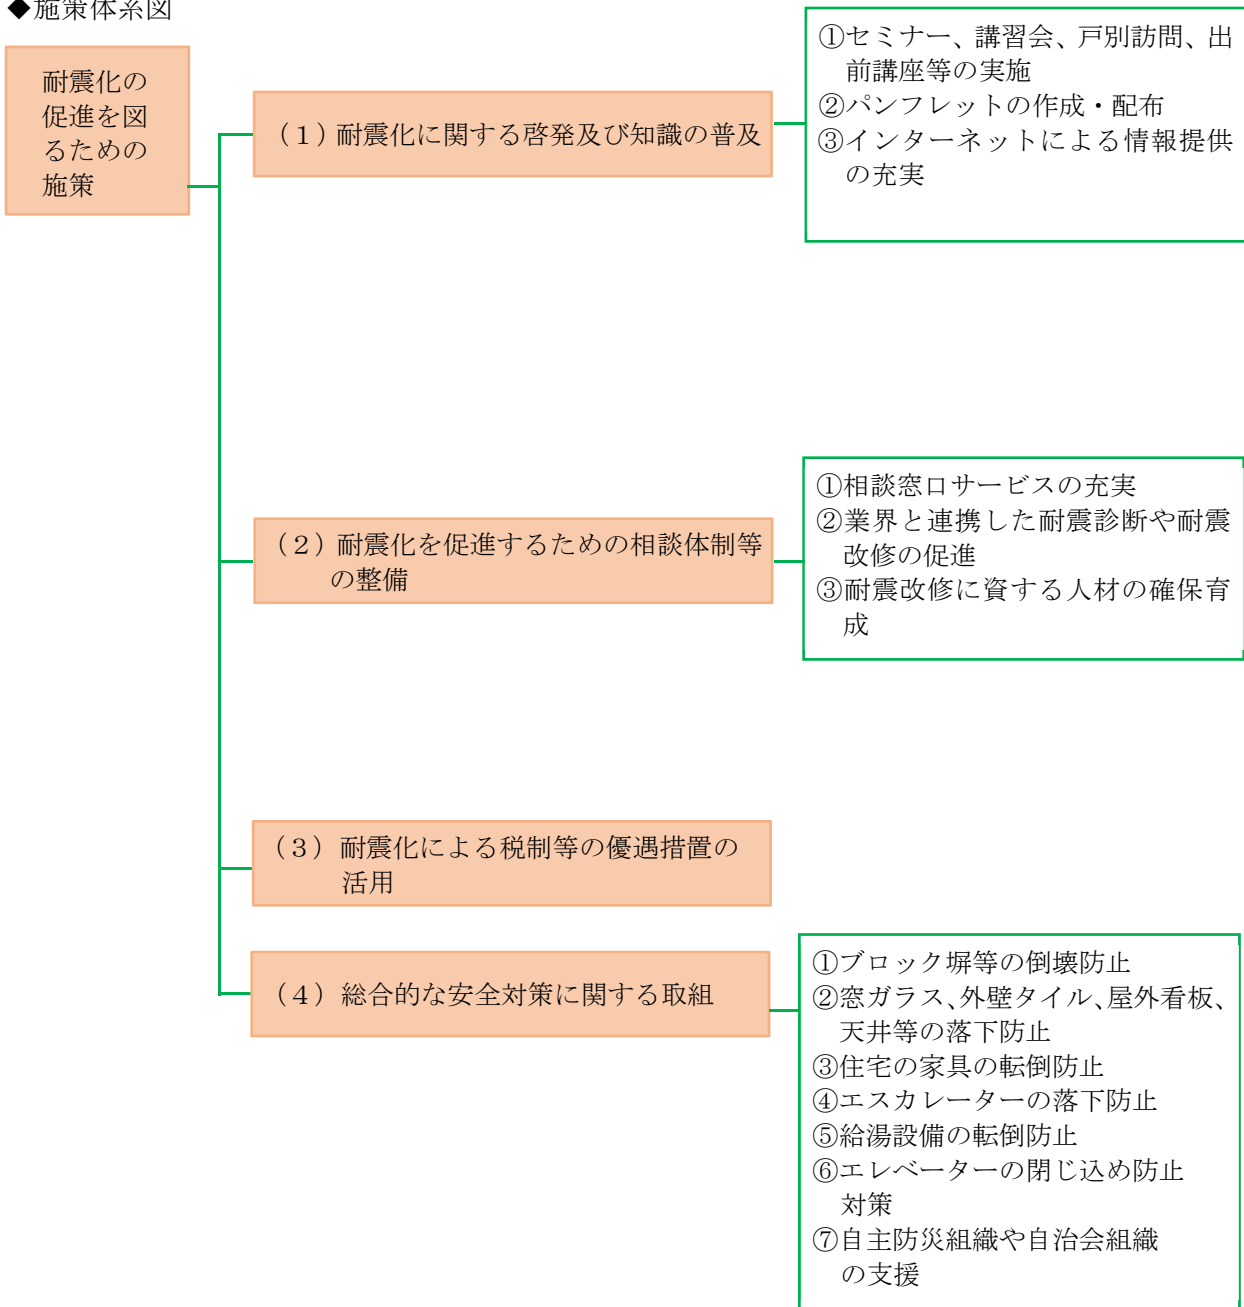 ◆施策体系図
耐震化の
促進を図
るための
施策
（１）耐震化に関する啓発及び知識の普及
①セミナー、講習会、戸別訪問、出
前講座等の実施
②パンフレットの作成・配布
③インターネットによる情報提供
の充実
（２）耐震化を促進するための相談体制等
の整備
①相談窓口サービスの充実
②業界と連携した耐震診断や耐震
改修の促進
③耐震改修に資する人材の確保育
成
（３）耐震化による税制等の優遇措置の
活用
（４）総合的な安全対策に関する取組
①ブロック塀等の倒壊防止
②窓ガラス、外壁タイル、屋外看板、
天井等の落下防止
③住宅の家具の転倒防止
④エスカレーターの落下防止
⑤給湯設備の転倒防止
⑥エレベーターの閉じ込め防止
対策
⑦自主防災組織や自治会組織
の支援